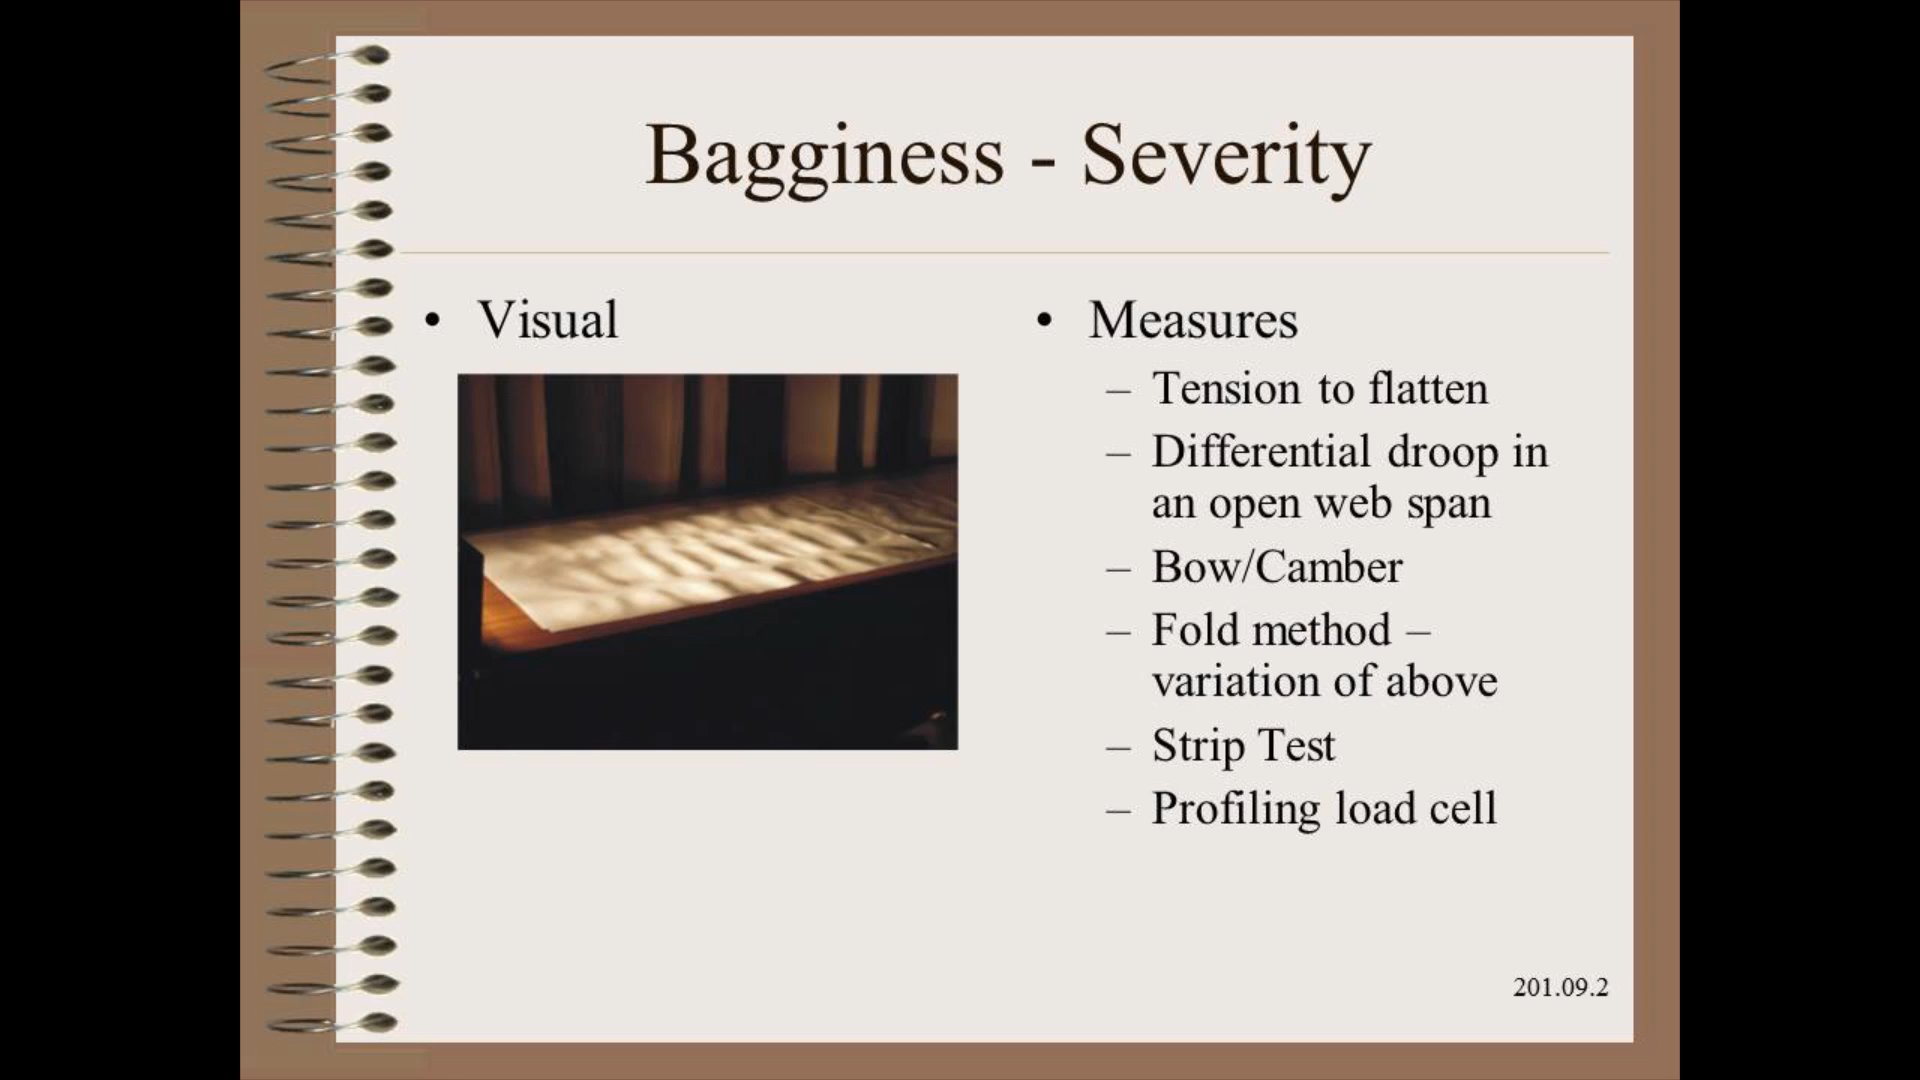 Bagginess - Severity
• Visual
• Measures
– Tension to flatten
– Differential droop in
an open web span
– Bow/Camber
– Fold method –
variation of above
– Strip Test
– Profiling load cell
201.09.2